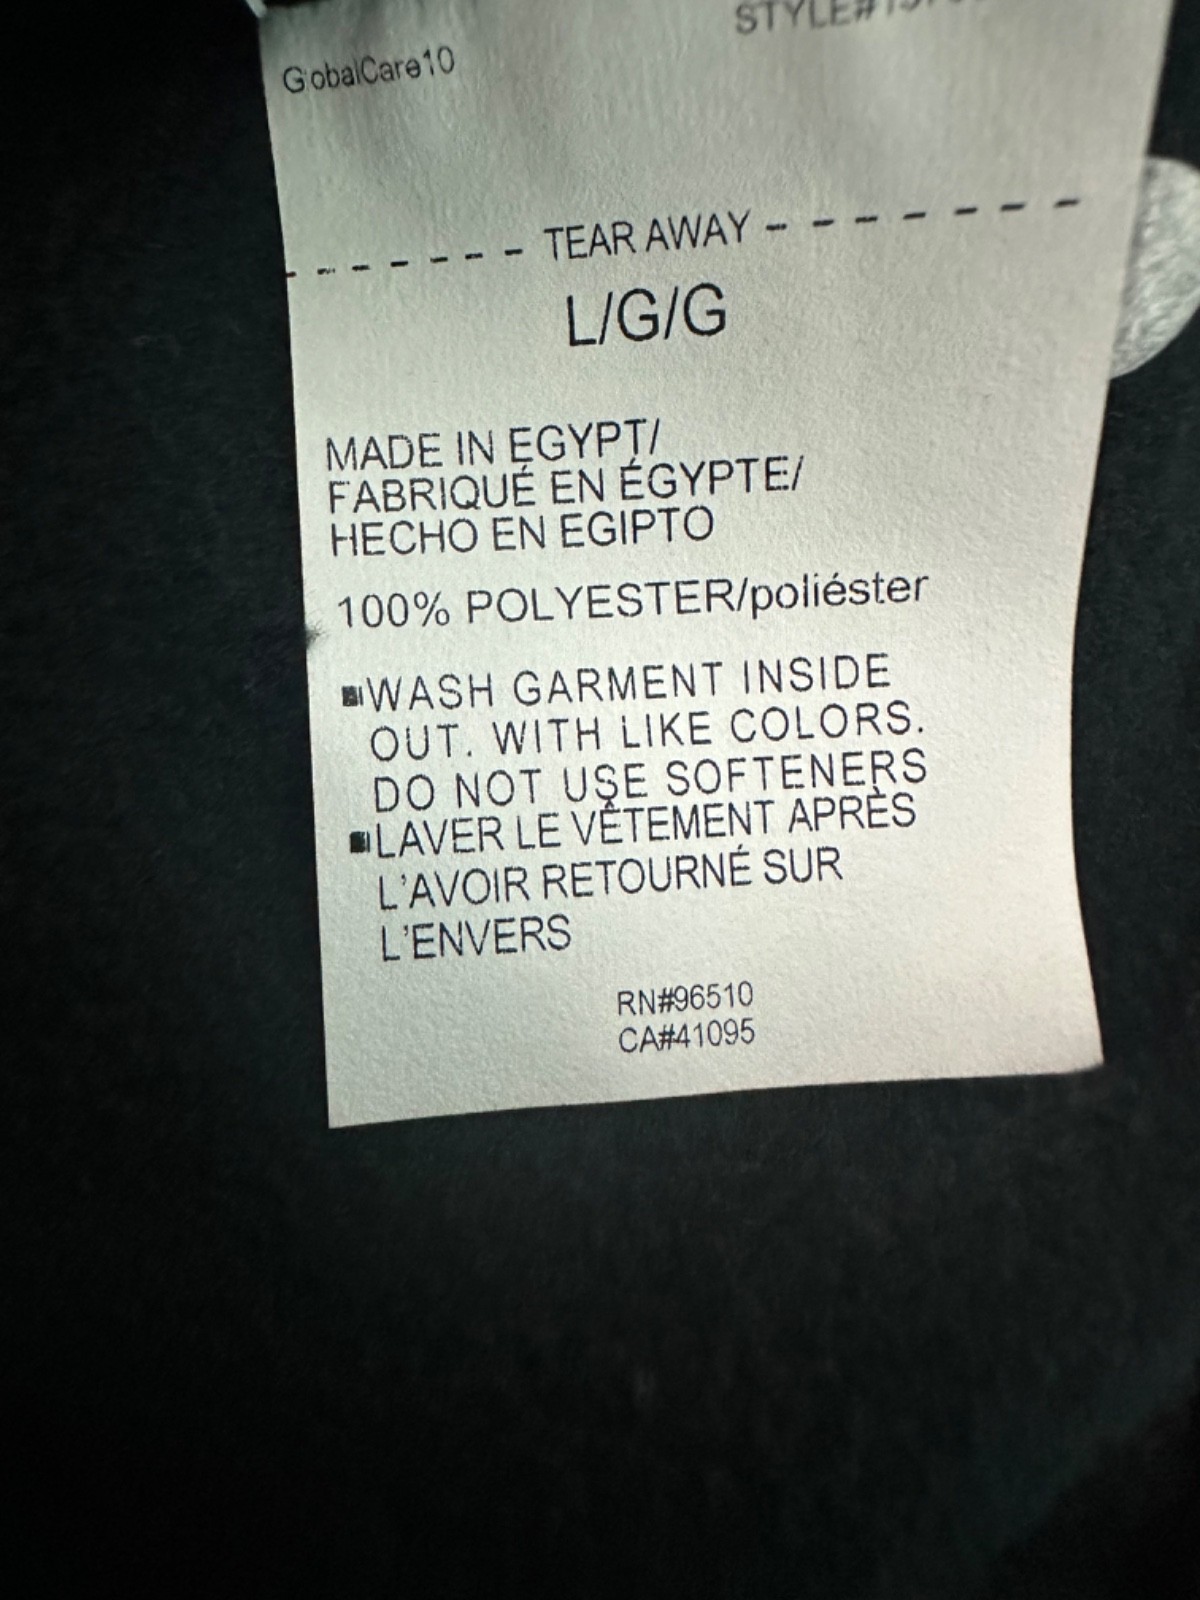 GlobalCare10
TEAR AWAY
L/G/G
MADE IN EGYPT/
FABRIQUÉ EN ÉGYPTE/
HECHO EN EGIPTO
100% POLYESTER/poliéster
WASH GARMENT INSIDE
OUT. WITH LIKE COLORS.
DO NOT USE SOFTENERS
LAVER LE VÊTEMENT APRÈS
L'AVOIR RETOURNÉ SUR
L'ENVERS
RN#96510
CA#41095